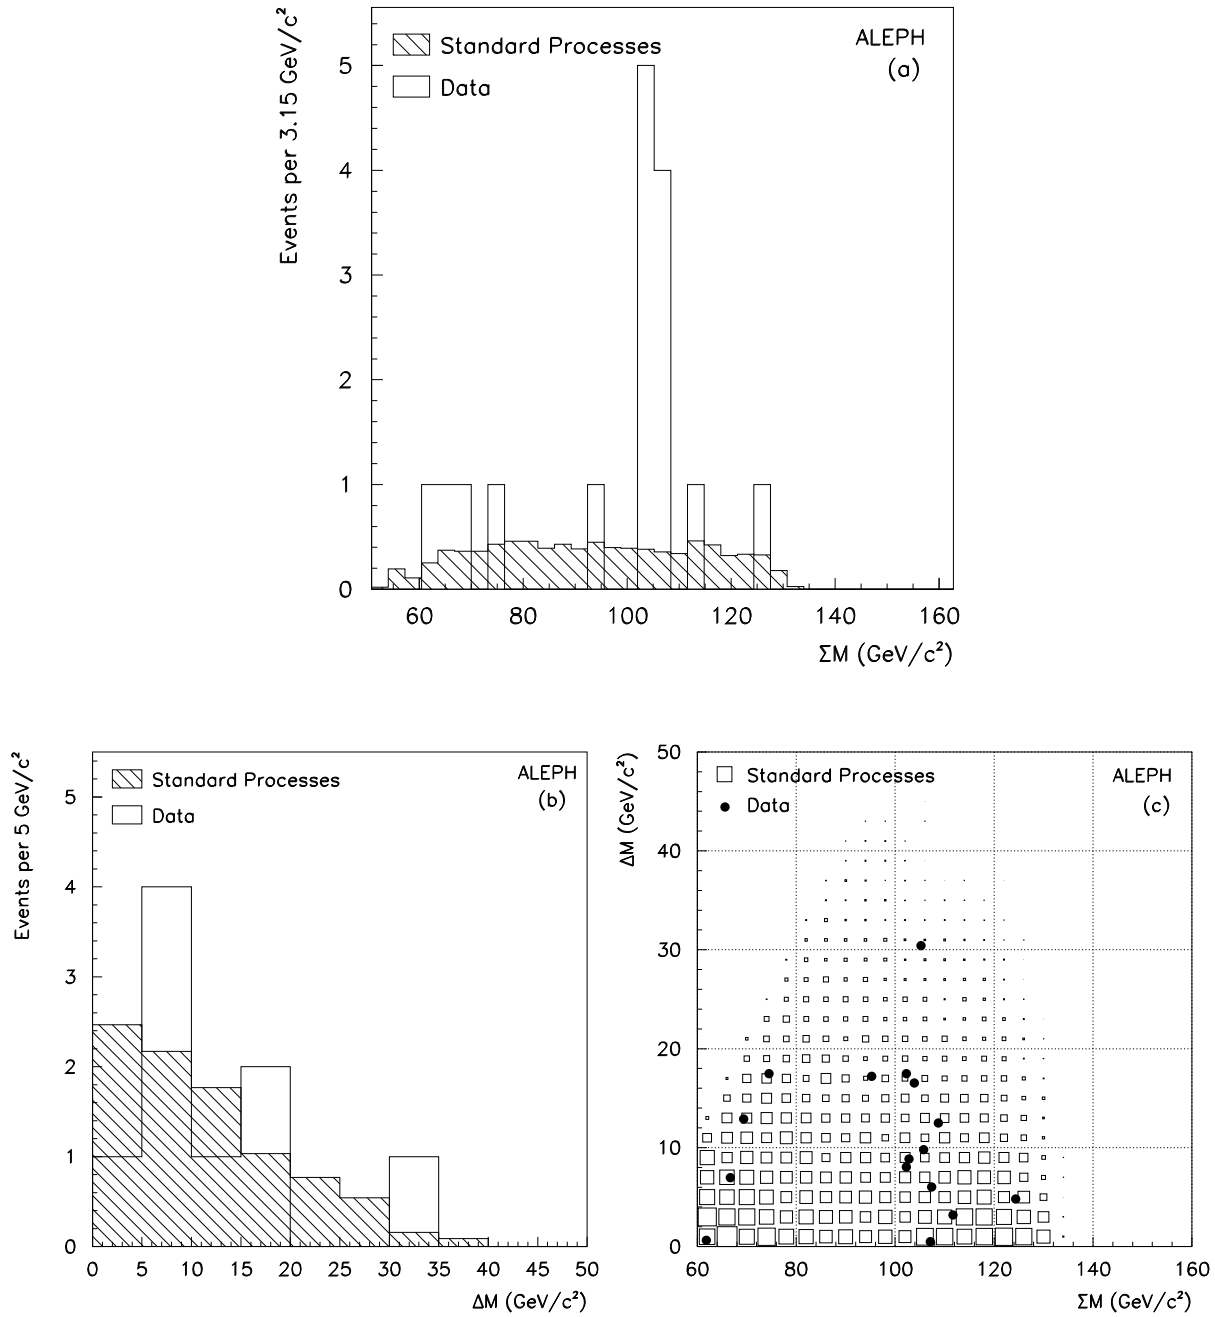 Events per 3.15 GeV/c²
Standard Processes
Data
ALEPH
(a)
5
4
3
2
1
0
60 80 100 120 140 160
ΣM (GeV/c²)
Events per 5 GeV/c²
Standard Processes
Data
ALEPH
(b)
5
4
3
2
1
0
0 5 10 15 20 25 30 35 40 45 50
ΔM (GeV/c²)
ΔM (GeV/c²)
Standard Processes
Data
ALEPH
(c)
50
40
30
20
10
0
60 80 100 120 140 160
ΣM (GeV/c²)